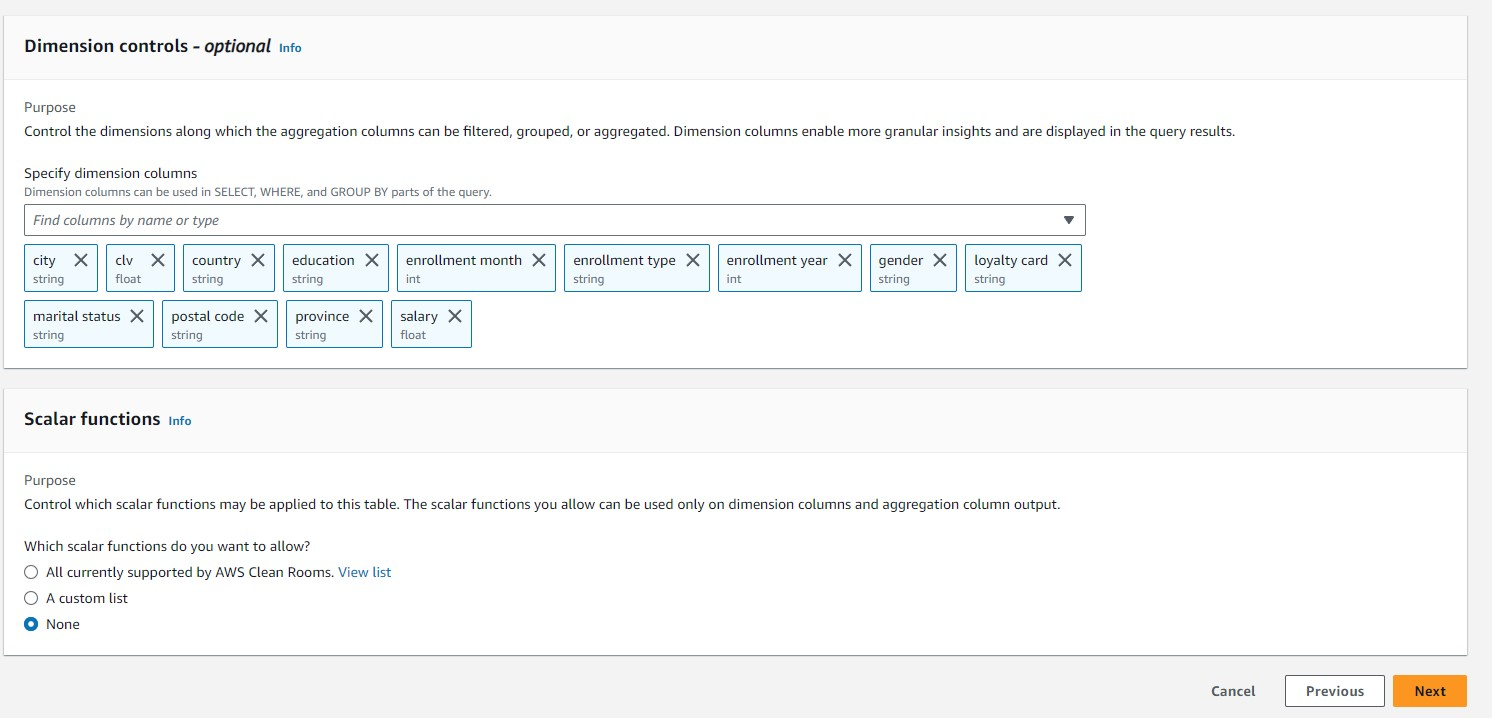 Dimension controls - optional Info
Purpose
Control the dimensions along which the aggregation columns can be filtered, grouped, or aggregated. Dimension columns enable more granular insights and are displayed in the query results.
Specify dimension columns
Dimension columns can be used in SELECT, WHERE, and GROUP BY parts of the query.
Find columns by name or type
city clv country education enrollment month enrollment type enrollment year gender loyalty card
string float string string int string int string string
marital status postal code province salary
string string string float
Scalar functions Info
Purpose
Control which scalar functions may be applied to this table. The scalar functions you allow can be used only on dimension columns and aggregation column output.
Which scalar functions do you want to allow?
All currently supported by AWS Clean Rooms. View list
A custom list
None
Cancel Previous Next